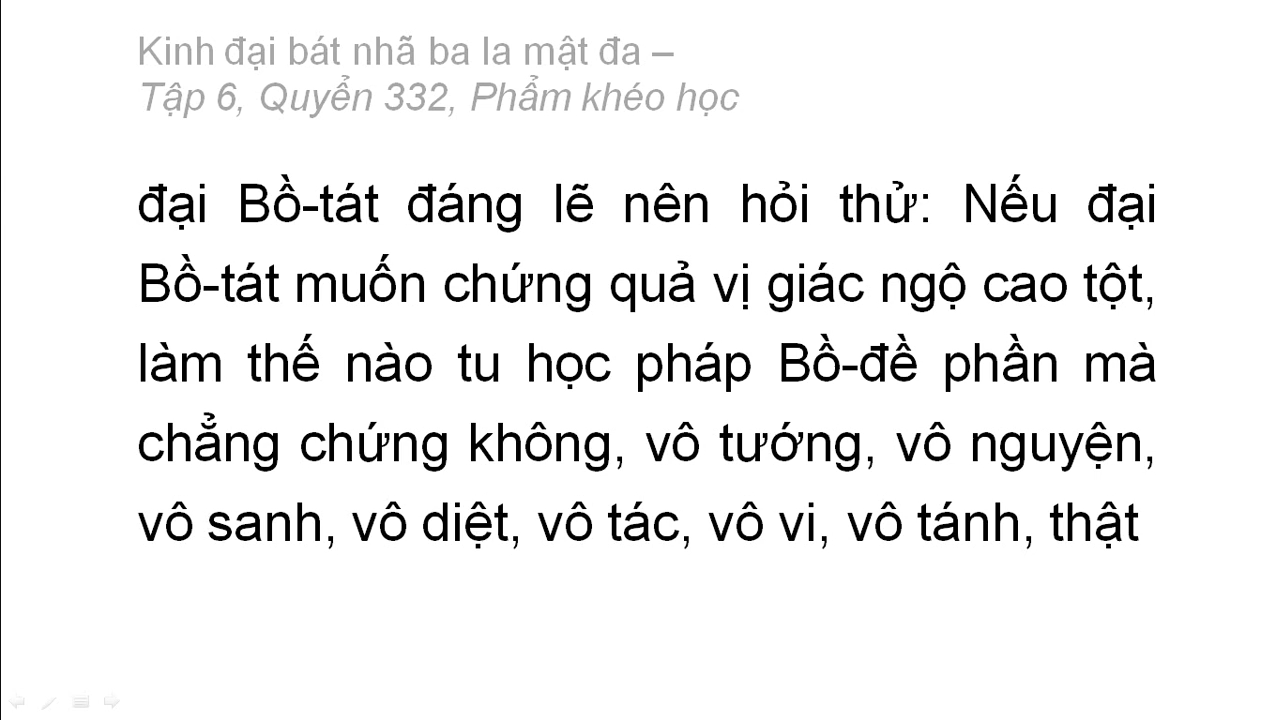 Kinh đại bát nhã ba la mật đa –
Tập 6, Quyển 332, Phẩm khéo học
đại Bồ-tát đáng lẽ nên hỏi thử: Nếu đại
Bồ-tát muốn chứng quả vị giác ngộ cao tột,
làm thế nào tu học pháp Bồ-đề phần mà
chẳng chứng không, vô tướng, vô nguyện,
vô sanh, vô diệt, vô tác, vô vi, vô tánh, thật